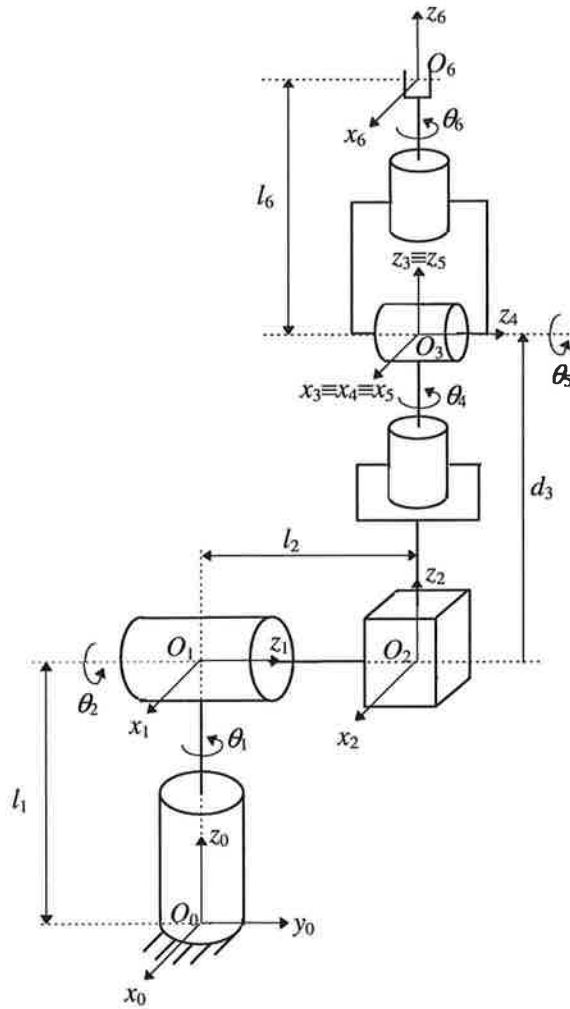 z₆
O₆
x₆
θ₆
l₆
z₃≡z₅
z₄
O₃
θ₅
x₃≡x₄≡x₅
θ₄
d₃
l₂
z₂
O₁
z₁
O₂
θ₂
x₁
x₂
θ₁
l₁
z₀
O₀
y₀
x₀